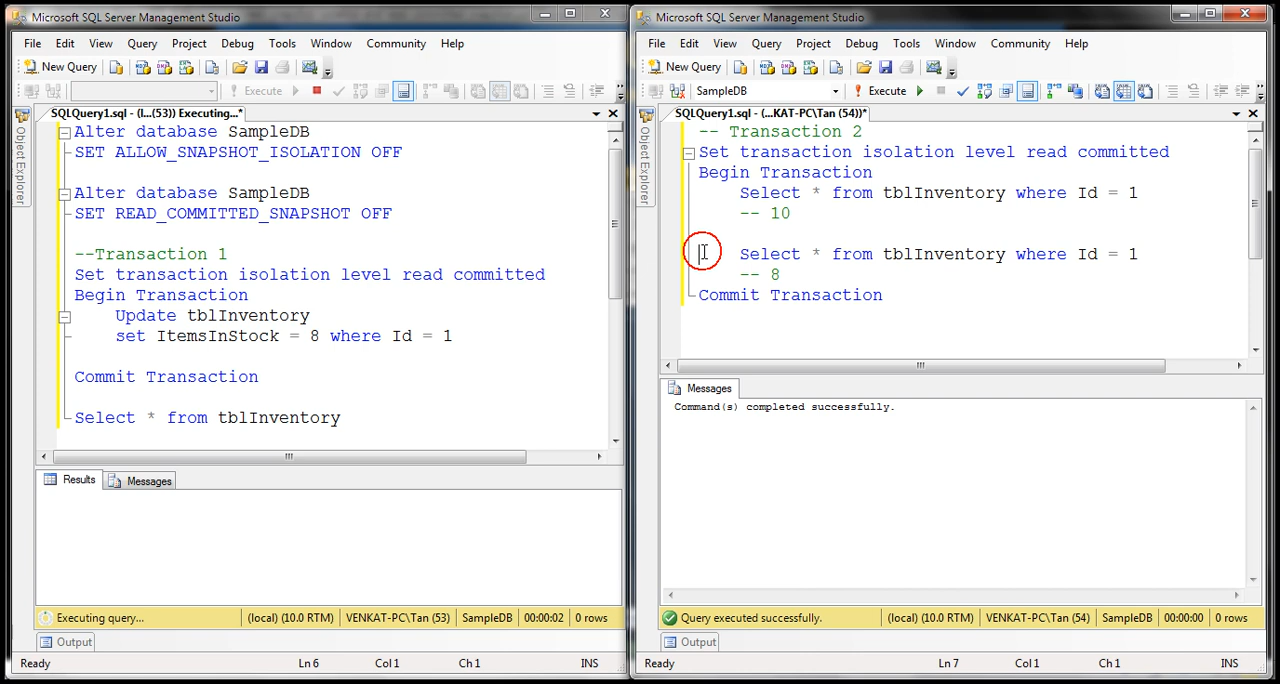 Microsoft SQL Server Management Studio
File Edit View Query Project Debug Tools Window Community Help
New Query
Execute
SQLQuery1.sql - (l...(53)) Executing...*
Object Explorer
Alter database SampleDB
SET ALLOW_SNAPSHOT_ISOLATION OFF
Alter database SampleDB
SET READ_COMMITTED_SNAPSHOT OFF
--Transaction 1
Set transaction isolation level read committed
Begin Transaction
Update tblInventory
set ItemsInStock = 8 where Id = 1
Commit Transaction
Select * from tblInventory
Results Messages
Executing query... (local) (10.0 RTM) VENKAT-PC\Tan (53) SampleDB 00:00:02 0 rows
Output
Ready Ln 6 Col 1 Ch 1 INS
Microsoft SQL Server Management Studio
File Edit View Query Project Debug Tools Window Community Help
New Query
SampleDB Execute
SQLQuery1.sql - (...KAT-PC\Tan (54))*
Object Explorer
-- Transaction 2
Set transaction isolation level read committed
Begin Transaction
Select * from tblInventory where Id = 1
-- 10
Select * from tblInventory where Id = 1
-- 8
Commit Transaction
Messages
Command(s) completed successfully.
Query executed successfully. (local) (10.0 RTM) VENKAT-PC\Tan (54) SampleDB 00:00:00 0 rows
Output
Ready Ln 7 Col 1 Ch 1 INS